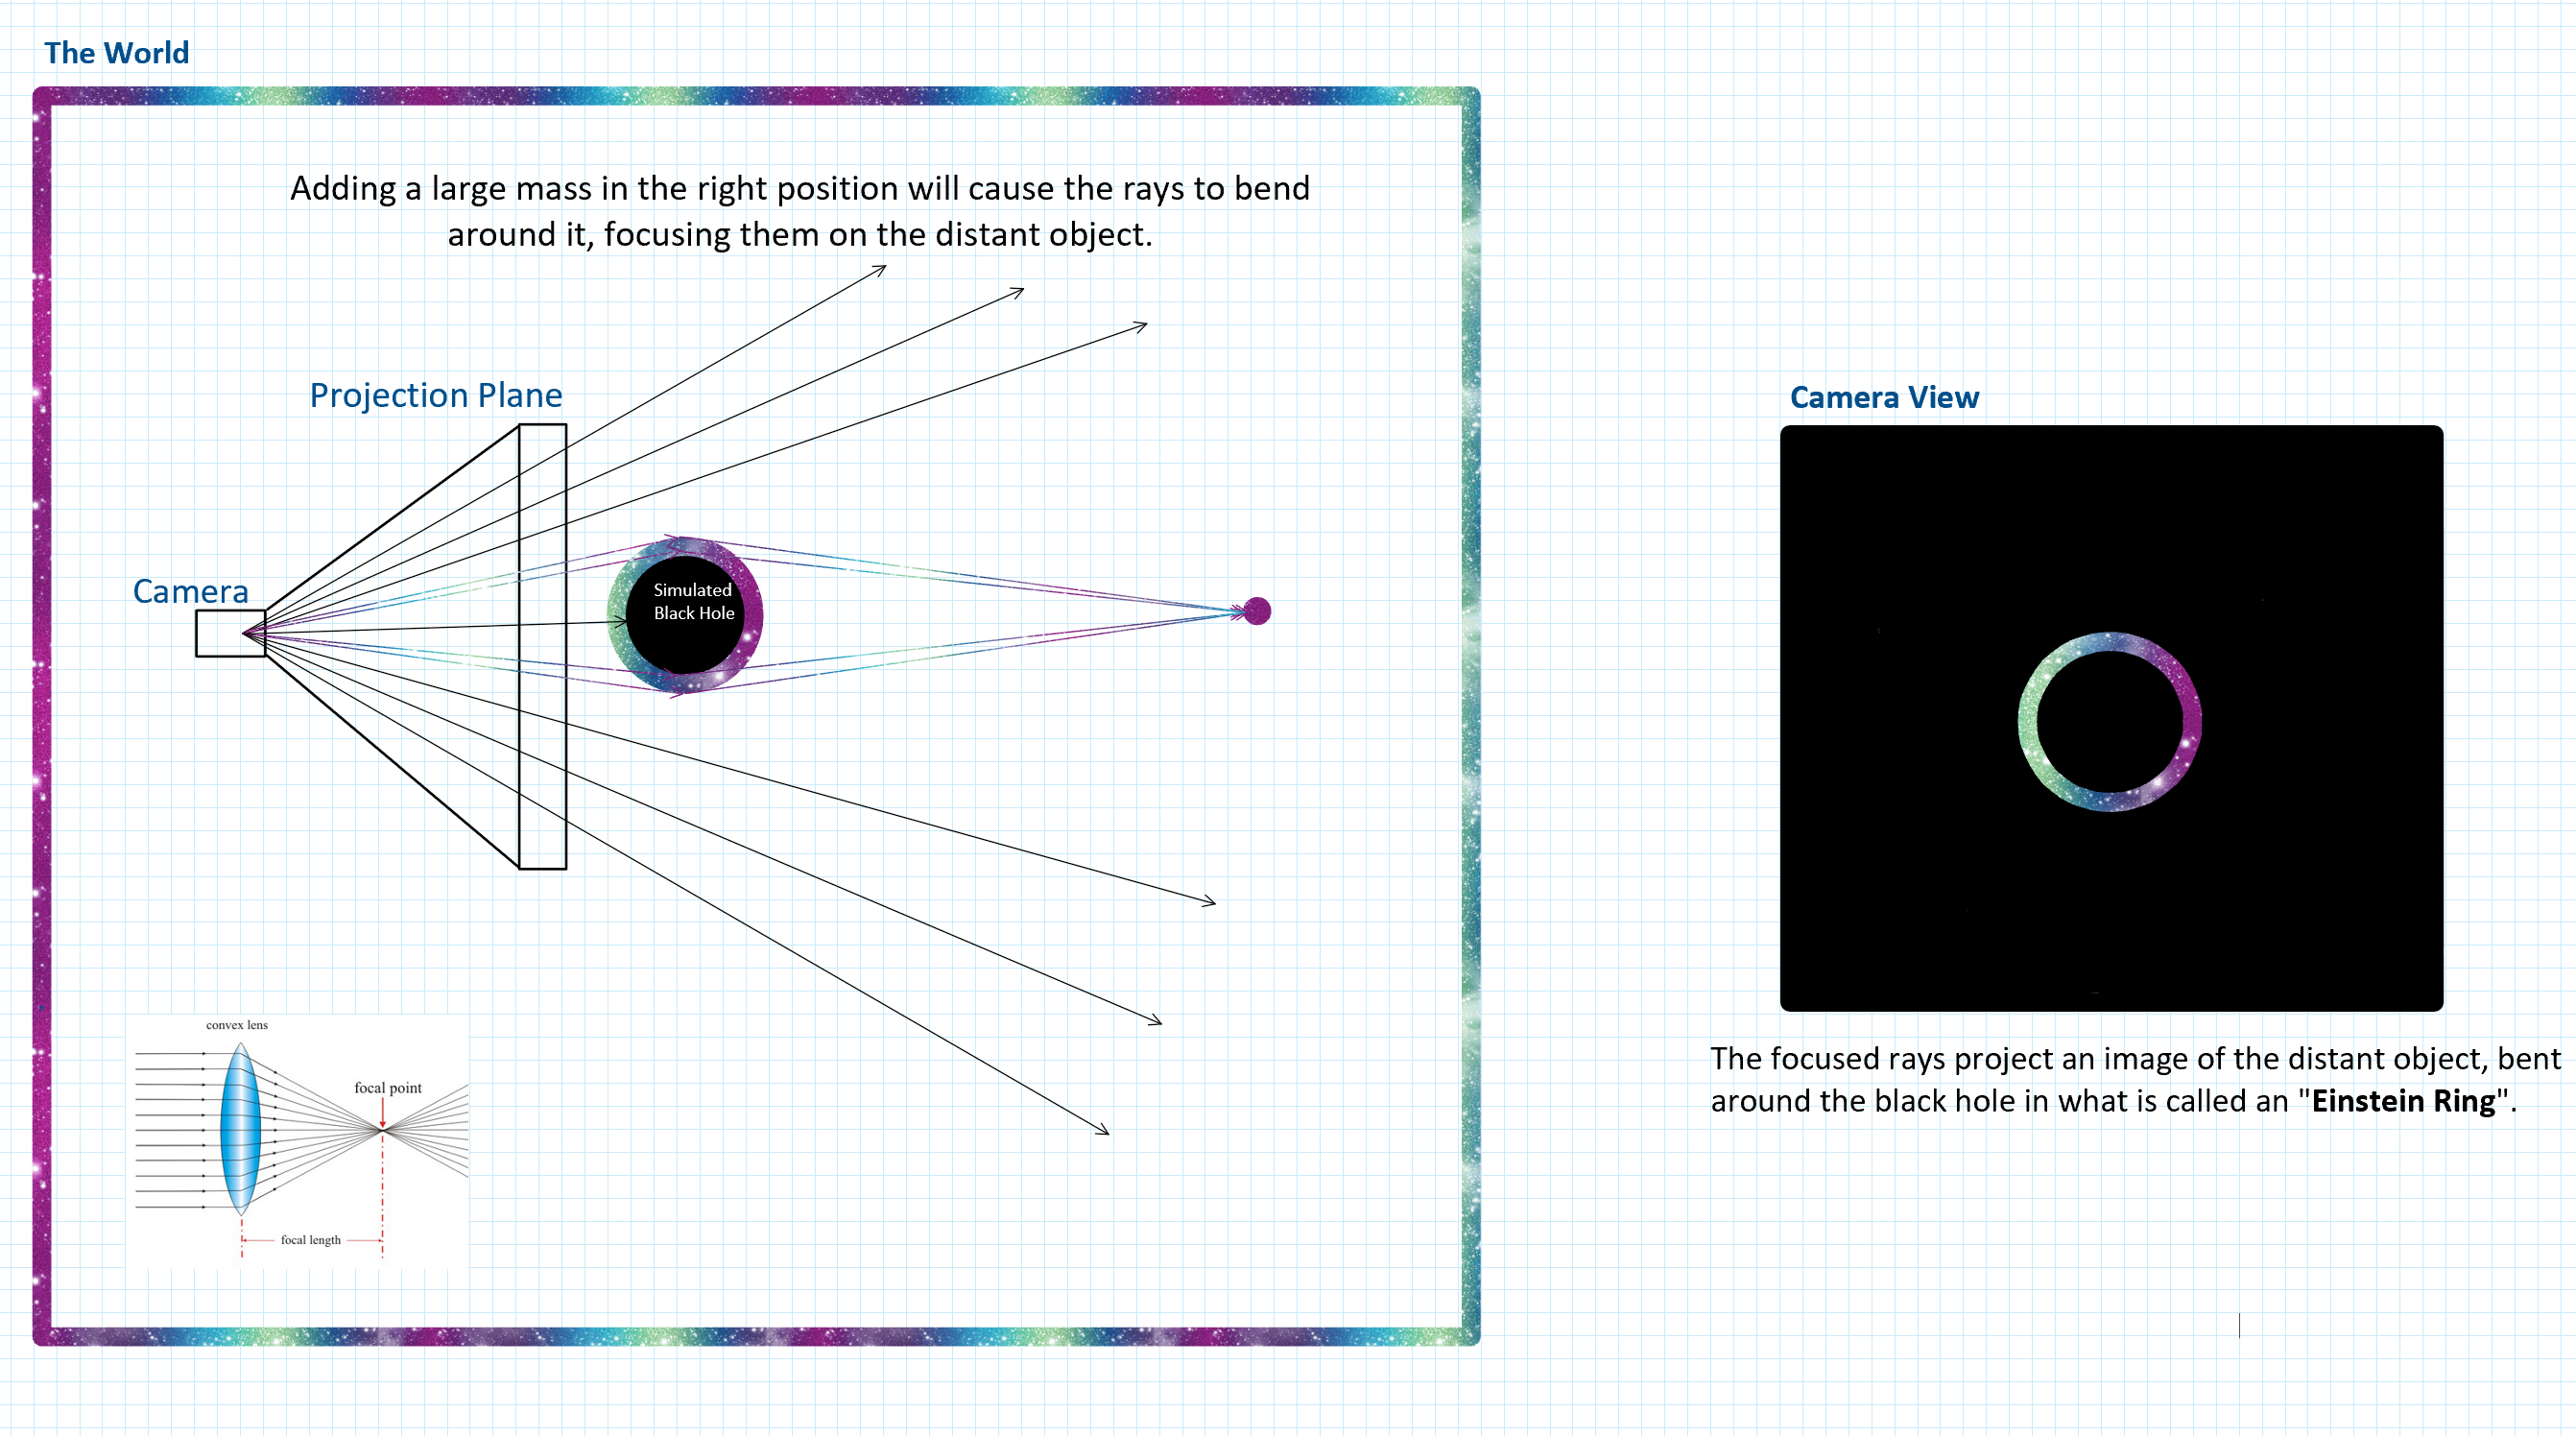 The World
Adding a large mass in the right position will cause the rays to bend
around it, focusing them on the distant object.
Projection Plane
Camera
Simulated
Black Hole
convex lens
focal point
focal length
Camera View
The focused rays project an image of the distant object, bent
around the black hole in what is called an "Einstein Ring".